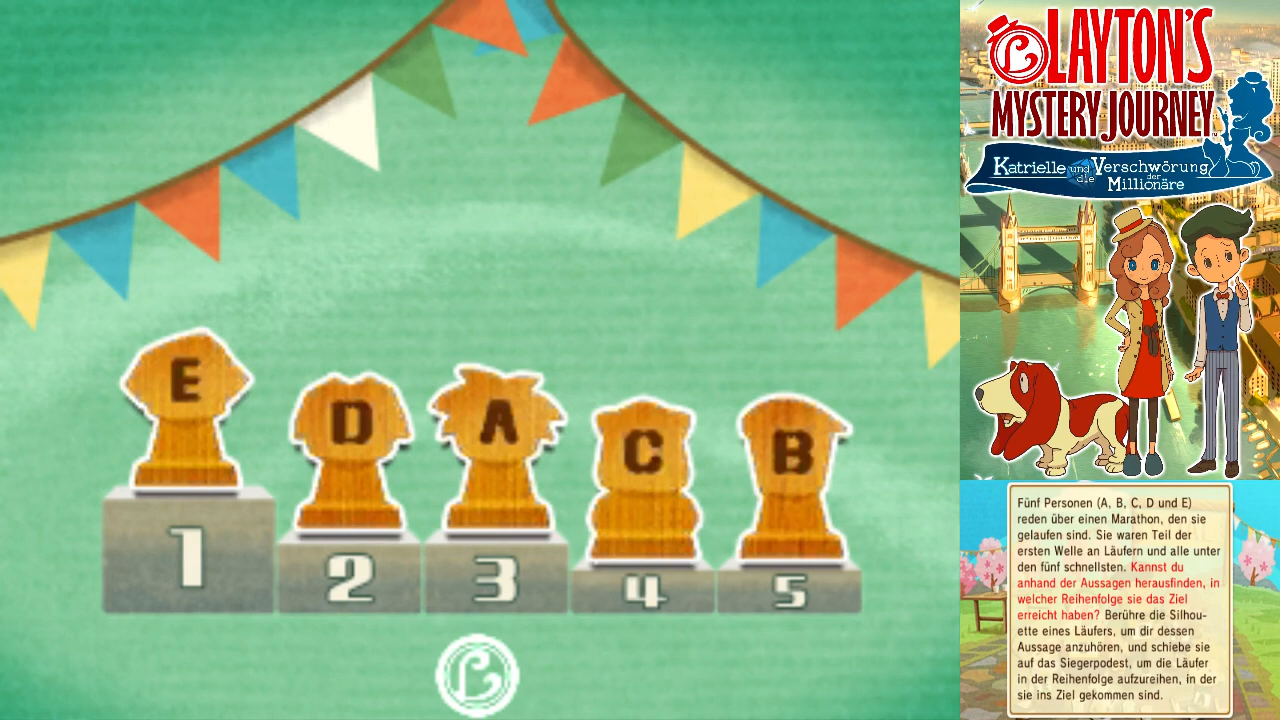 E
D
A
C
B
1
2
3
4
5
LAYTON'S
MYSTERY JOURNEY
Katrielle und die Verschwörung der Millionäre
Fünf Personen (A, B, C, D und E)
reden über einen Marathon, den sie
gelaufen sind. Sie waren Teil der
ersten Welle an Läufern und alle unter
den fünf schnellsten. Kannst du
anhand der Aussagen herausfinden, in
welcher Reihenfolge sie das Ziel
erreicht haben? Berühre die Silhou-
ette eines Läufers, um dir dessen
Aussage anzuhören, und schiebe sie
auf das Siegerpodest, um die Läufer
in der Reihenfolge aufzureihen, in der
sie ins Ziel gekommen sind.